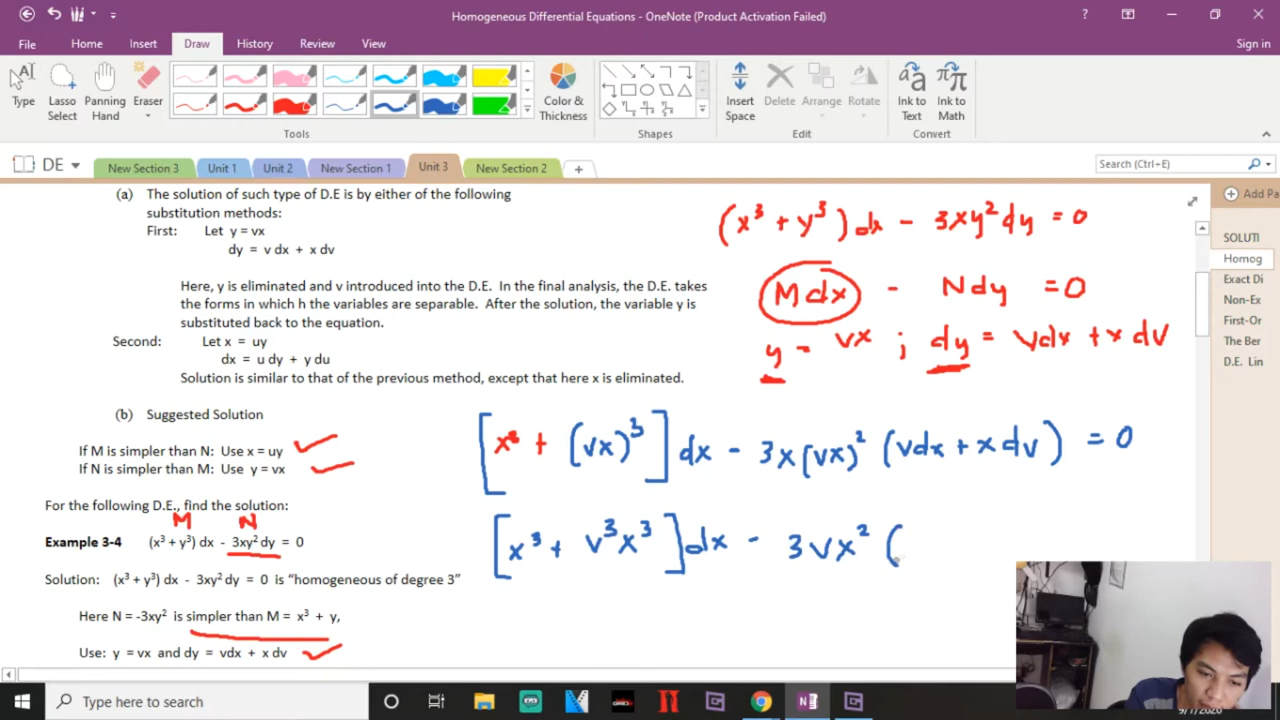 Homogeneous Differential Equations - OneNote (Product Activation Failed)
File Home Insert Draw History Review View Sign in
Type Lasso Select Panning Hand Eraser Color & Thickness Insert Space Delete Arrange Rotate Ink to Text Ink to Math
Tools Shapes Edit Convert
DE New Section 3 Unit 1 Unit 2 New Section 1 Unit 3 New Section 2 Search (Ctrl+E)
(a) The solution of such type of D.E is by either of the following
substitution methods:
First: Let y = vx
dy = v dx + x dv
Here, y is eliminated and v introduced into the D.E. In the final analysis, the D.E. takes
the forms in which h the variables are separable. After the solution, the variable y is
substituted back to the equation.
Second: Let x = uy
dx = u dy + y du
Solution is similar to that of the previous method, except that here x is eliminated.
(b) Suggested Solution
If M is simpler than N: Use x = uy
If N is simpler than M: Use y = vx
For the following D.E., find the solution:
M N
Example 3-4 (x³ + y³) dx - 3xy² dy = 0
Solution: (x³ + y³) dx - 3xy² dy = 0 is “homogeneous of degree 3”
Here N = -3xy² is simpler than M = x³ + y,
Use: y = vx and dy = vdx + x dv
(x³ + y³) dx - 3xy² dy = 0
M dx - N dy = 0
y = vx ; dy = vdx + x dv
[ + (vx)³] dx - 3x(vx)² (vdx + x dv) = 0
[x³ + v³x³] dx - 3vx² (
Add Pa
SOLUTI
Homog
Exact Di
Non-Ex
First-Or
The Ber
D.E. Lin
Type here to search
9/7/2020